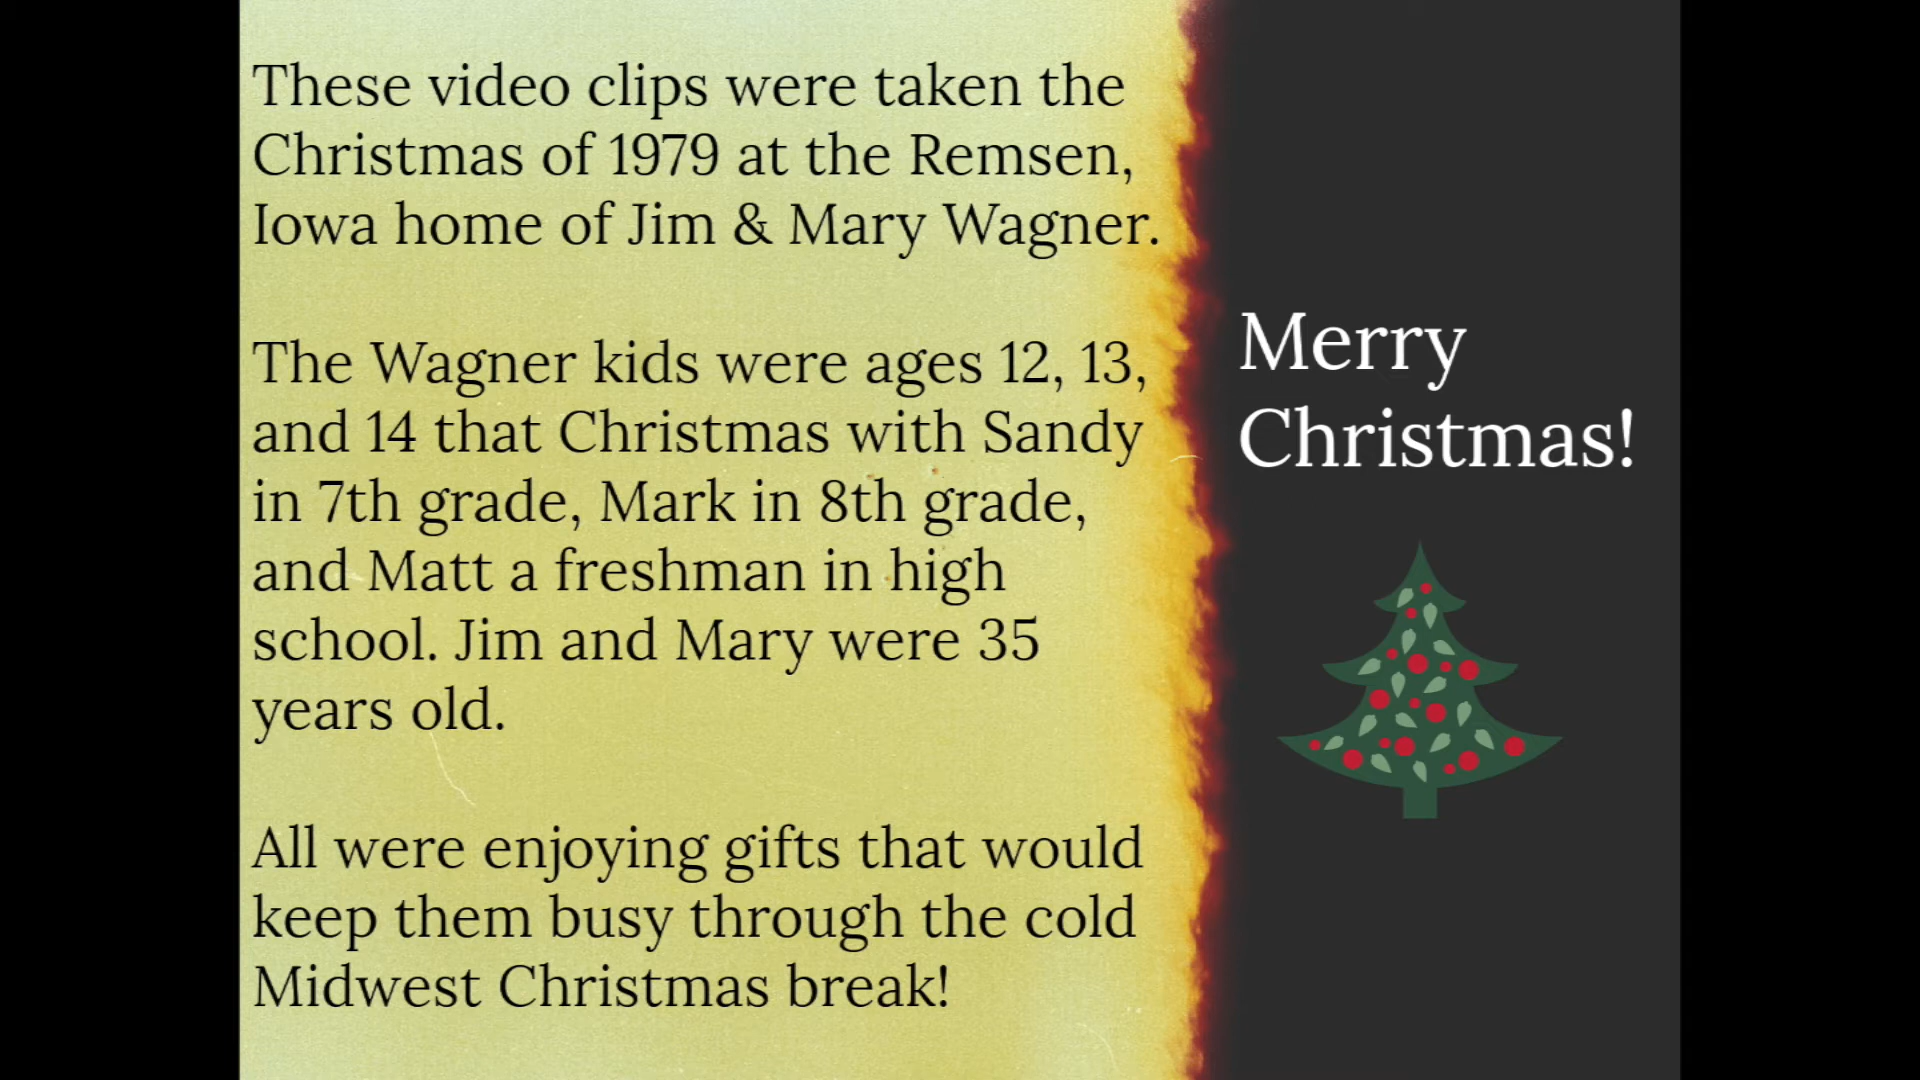 These video clips were taken the
Christmas of 1979 at the Remsen,
Iowa home of Jim & Mary Wagner.
The Wagner kids were ages 12, 13,
and 14 that Christmas with Sandy
in 7th grade, Mark in 8th grade,
and Matt a freshman in high
school. Jim and Mary were 35
years old.
All were enjoying gifts that would
keep them busy through the cold
Midwest Christmas break!
Merry
Christmas!